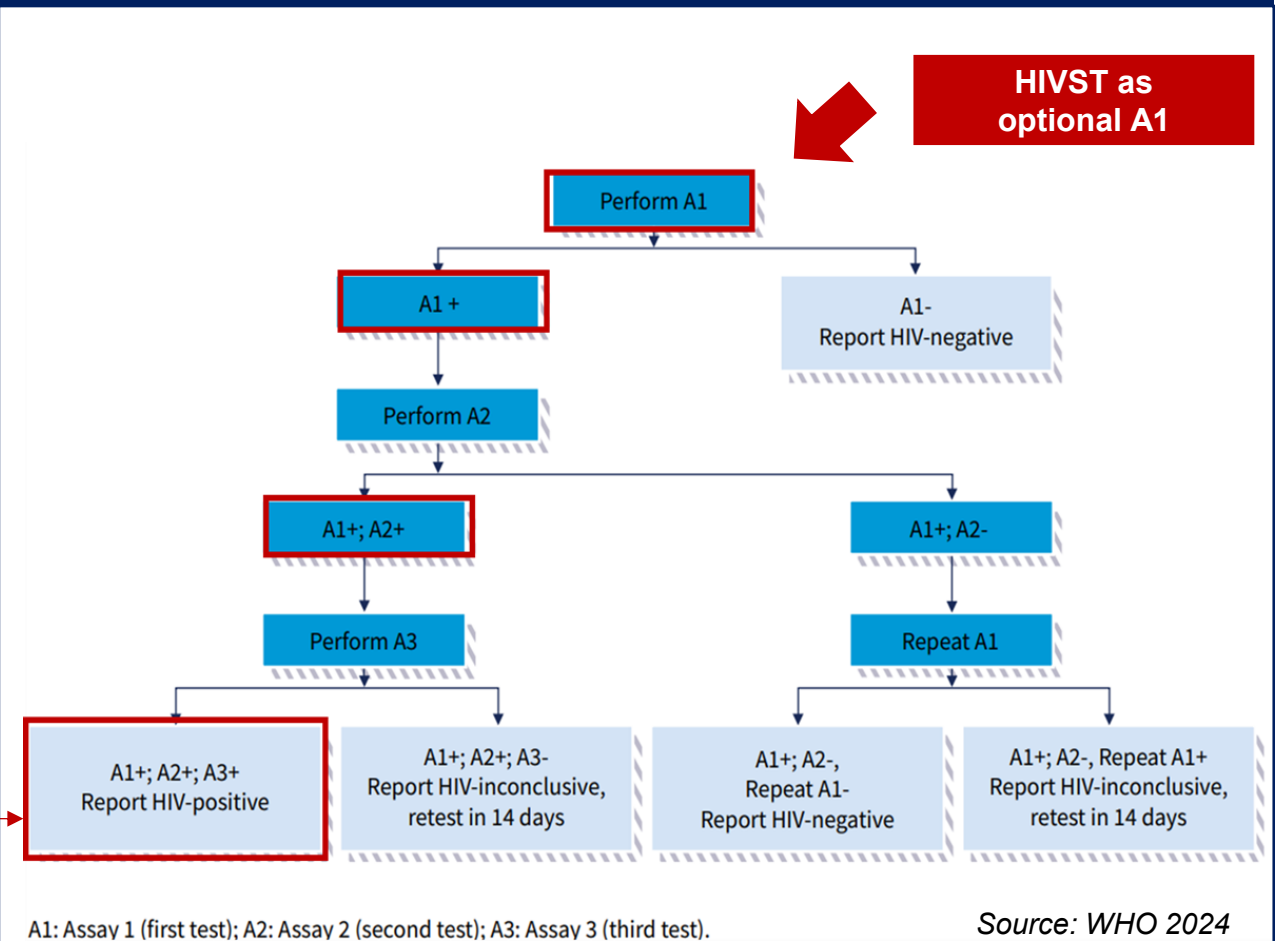 HIVST as
optional A1
Perform A1
A1 +
A1-
Report HIV-negative
Perform A2
A1+; A2+
A1+; A2-
Perform A3
Repeat A1
A1+; A2+; A3+
Report HIV-positive
A1+; A2+; A3-
Report HIV-inconclusive,
retest in 14 days
A1+; A2-,
Repeat A1-
Report HIV-negative
A1+; A2-, Repeat A1+
Report HIV-inconclusive,
retest in 14 days
A1: Assay 1 (first test); A2: Assay 2 (second test); A3: Assay 3 (third test).
Source: WHO 2024